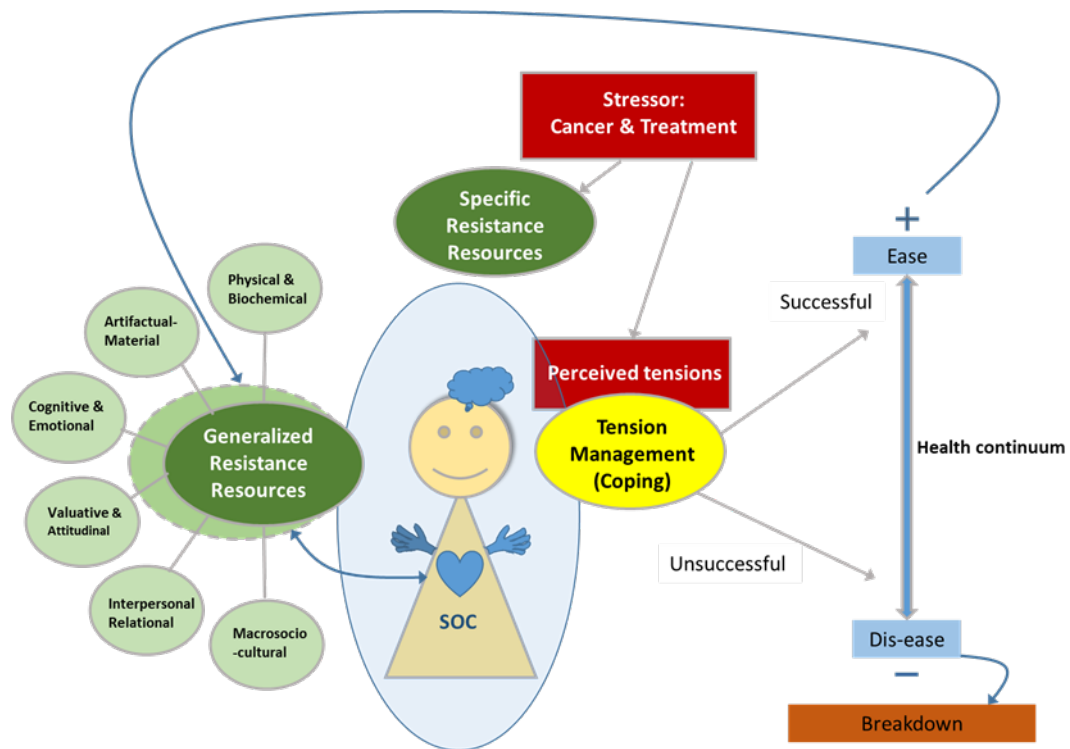 Stressor:
Cancer & Treatment
Specific
Resistance
Resources
+
Ease
Physical &
Biochemical
Successful
Artifactual-
Material
Perceived tensions
Cognitive &
Emotional
Generalized
Resistance
Resources
Tension
Management
(Coping)
Health continuum
Valuative &
Attitudinal
Unsuccessful
Interpersonal
Relational
Macrosocio
-cultural
SOC
Dis-ease
–
Breakdown